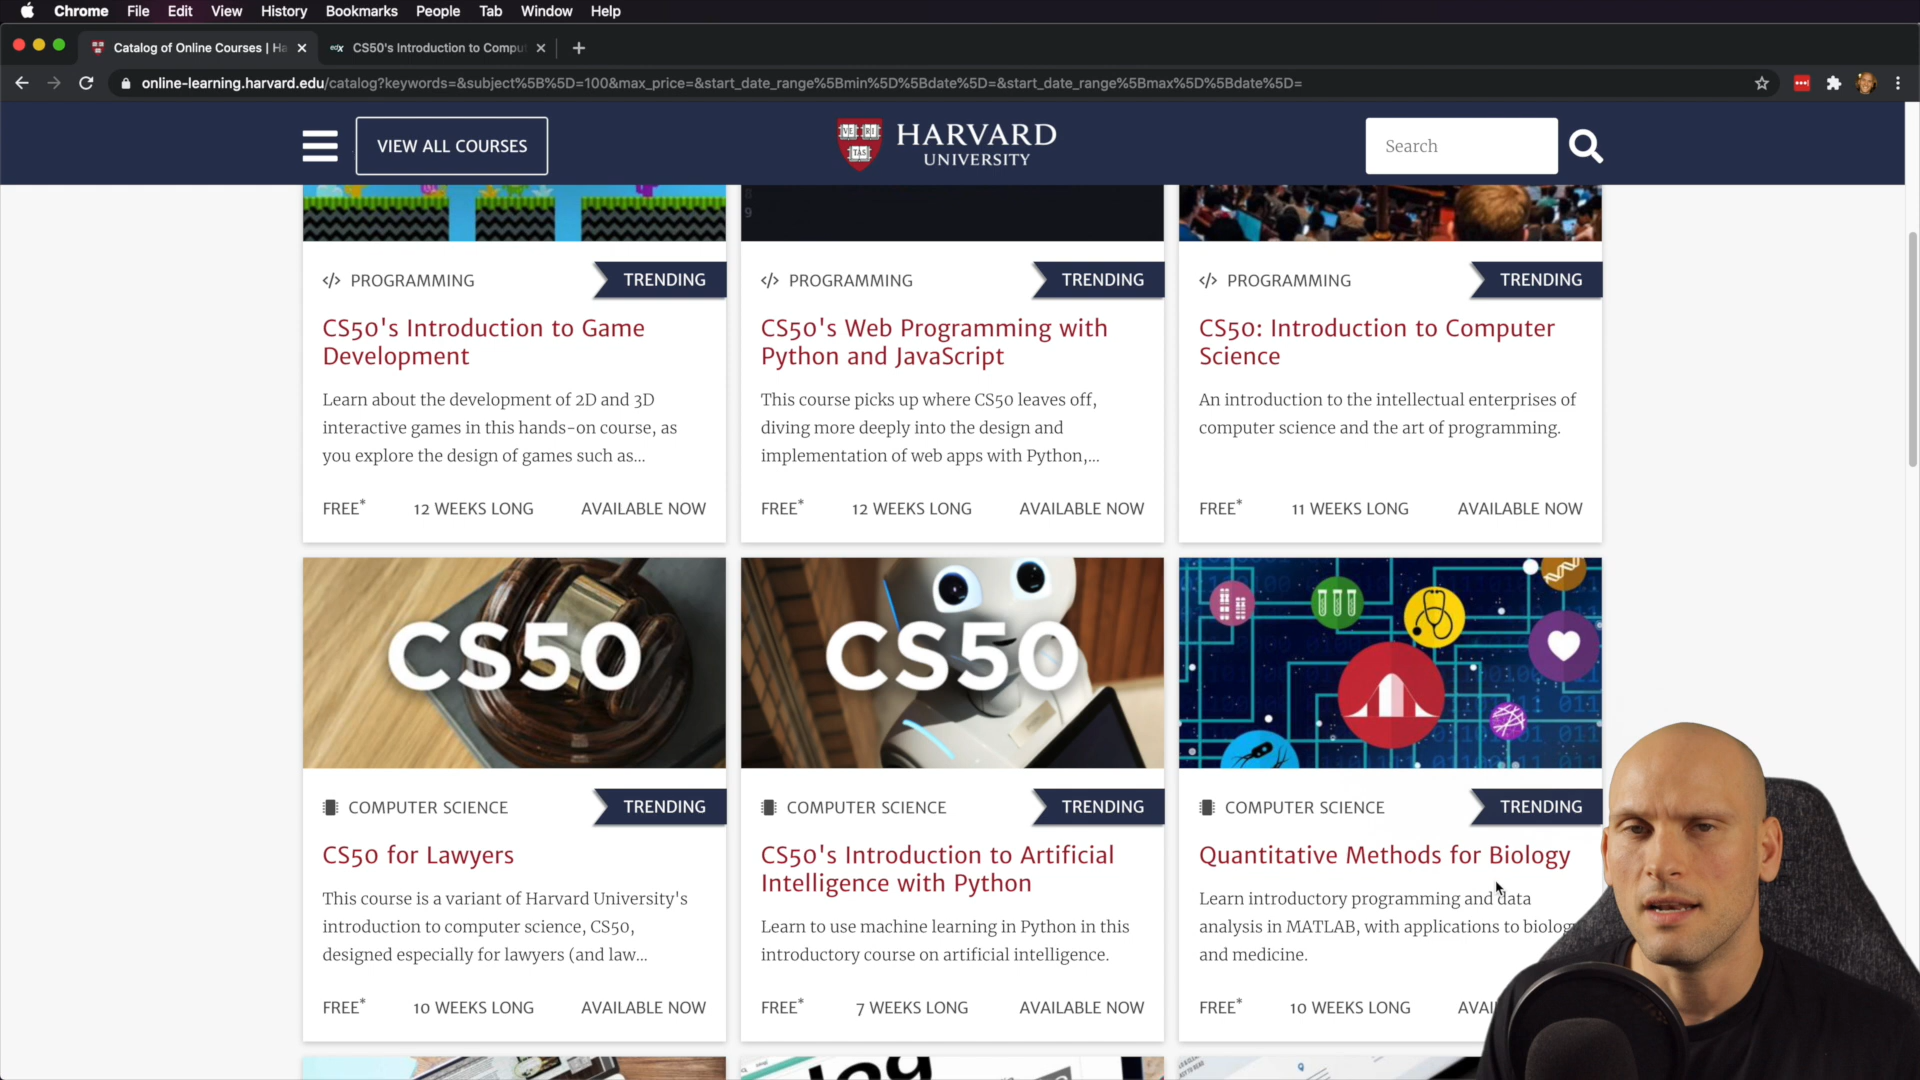 Chrome File Edit View History Bookmarks People Tab Window Help
Catalog of Online Courses | Ha
edX CS50's Introduction to Compu
online-learning.harvard.edu/catalog?keywords=&subject%5B%5D=100&max_price=&start_date_range%5Bmin%5D%5Bdate%5D=&start_date_range%5Bmax%5D%5Bdate%5D=
VIEW ALL COURSES
VE RI TAS
HARVARD
UNIVERSITY
Search
9
PROGRAMMING
TRENDING
CS50's Introduction to Game
Development
Learn about the development of 2D and 3D
interactive games in this hands-on course, as
you explore the design of games such as...
FREE* 12 WEEKS LONG AVAILABLE NOW
PROGRAMMING
TRENDING
CS50's Web Programming with
Python and JavaScript
This course picks up where CS50 leaves off,
diving more deeply into the design and
implementation of web apps with Python,...
FREE* 12 WEEKS LONG AVAILABLE NOW
PROGRAMMING
TRENDING
CS50: Introduction to Computer
Science
An introduction to the intellectual enterprises of
computer science and the art of programming.
FREE* 11 WEEKS LONG AVAILABLE NOW
CS50
COMPUTER SCIENCE
TRENDING
CS50 for Lawyers
This course is a variant of Harvard University's
introduction to computer science, CS50,
designed especially for lawyers (and law...
FREE* 10 WEEKS LONG AVAILABLE NOW
CS50
COMPUTER SCIENCE
TRENDING
CS50's Introduction to Artificial
Intelligence with Python
Learn to use machine learning in Python in this
introductory course on artificial intelligence.
FREE* 7 WEEKS LONG AVAILABLE NOW
COMPUTER SCIENCE
TRENDING
Quantitative Methods for Biology
Learn introductory programming and data
analysis in MATLAB, with applications to biology
and medicine.
FREE* 10 WEEKS LONG AVAI